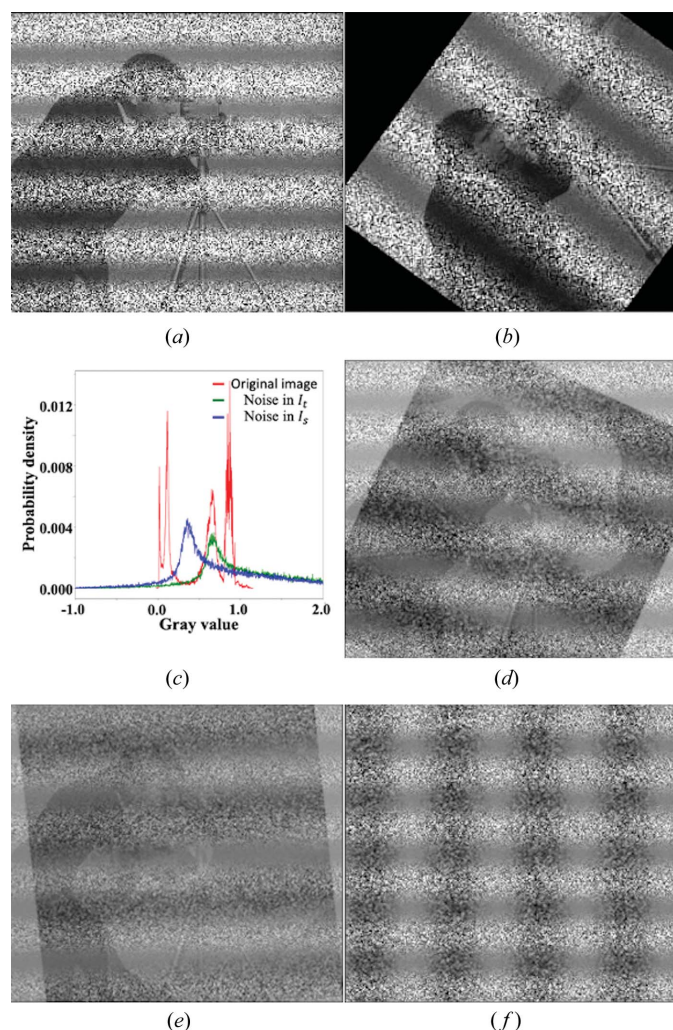 (a)
(b)
Original image
Noise in I_t
Noise in I_s
0.012
0.008
0.004
0.000
Probability density
-1.0
0.0
1.0
2.0
Gray value
(c)
(d)
(e)
(f)